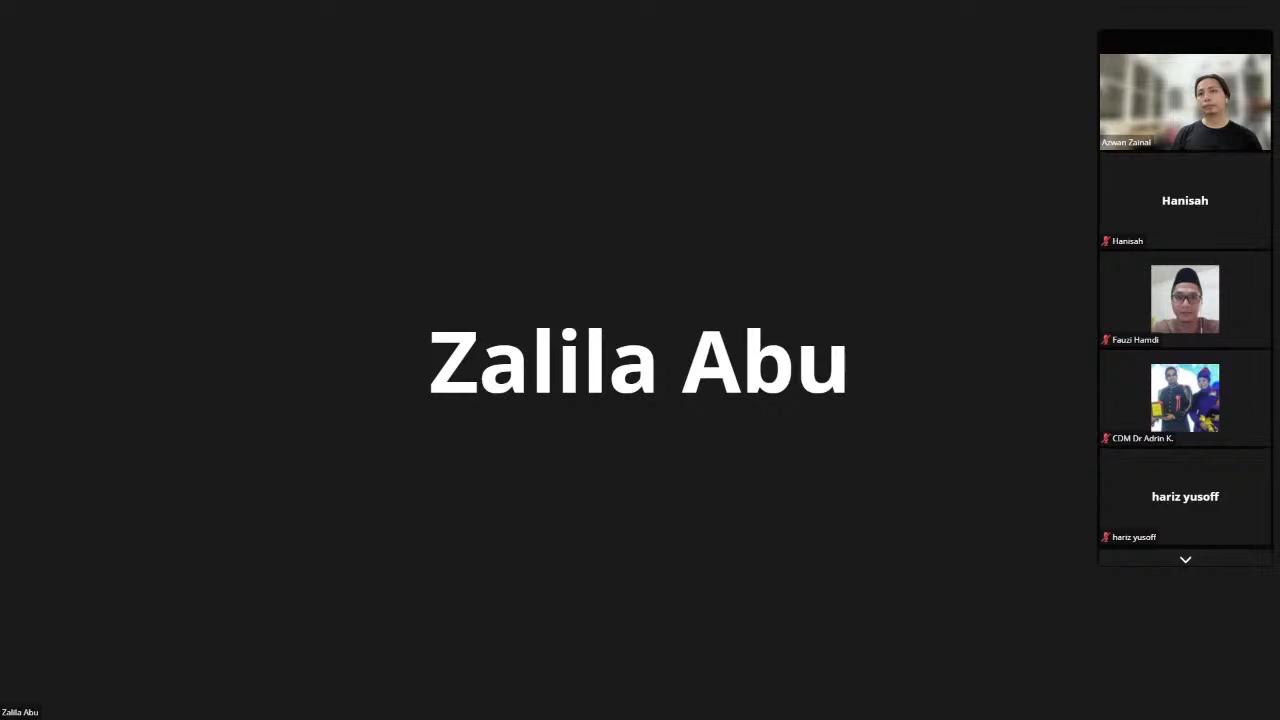 Zalila Abu
Zalila Abu
Azwan Zainal
Hanisah
Hanisah
Fauzi Hamdi
CDM Dr Adrin K.
hariz yusoff
hariz yusoff